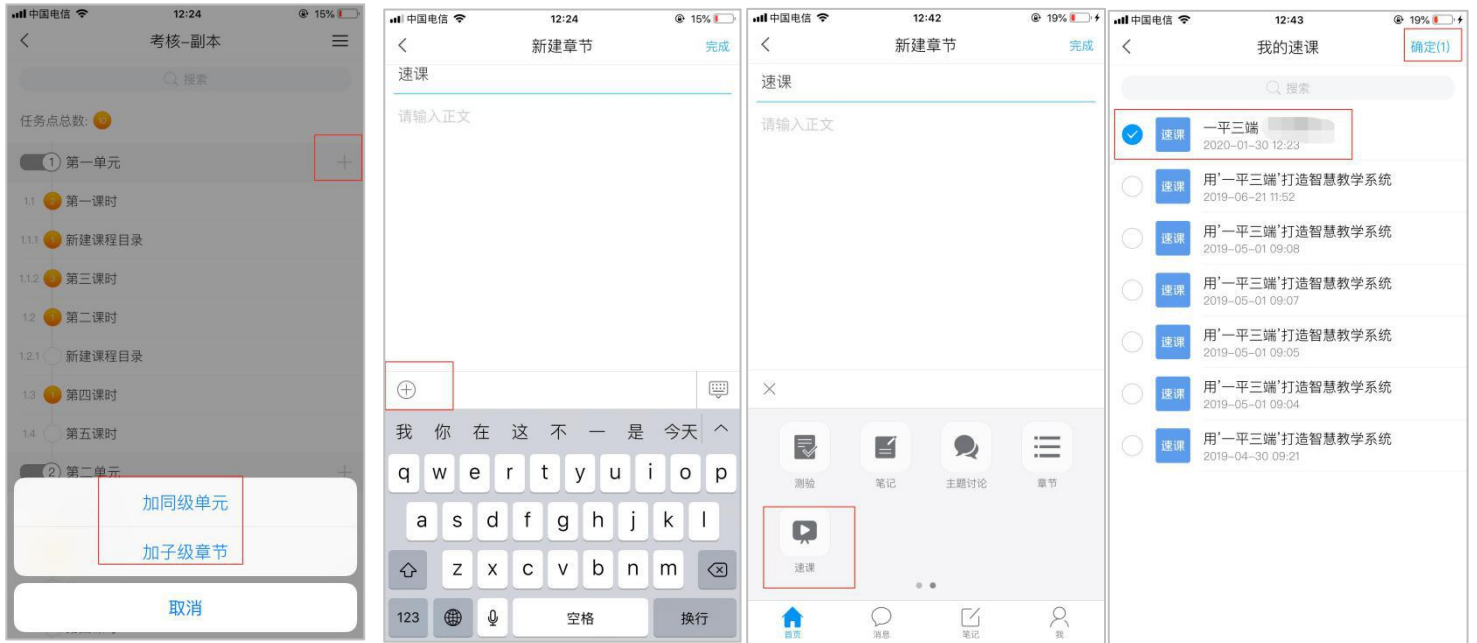 中国电信 12:24 15%
考核-副本
搜索
任务点总数: 10
1 第一单元
1.1 第一课时
1.1.1 新建课程目录
1.1.2 第三课时
1.2 第二课时
1.2.1 新建课程目录
1.3 第四课时
1.4 第五课时
2 第二单元
加同级单元
加子级章节
取消
中国电信 12:24 15%
新建章节 完成
速课
请输入正文
我 你 在 这 不 一 是 今天
q w e r t y u i o p
a s d f g h j k l
z x c v b n m
123 空格 换行
中国电信 12:42 19%
新建章节 完成
速课
请输入正文
测验 笔记 主题讨论 章节
速课
首页 消息 笔记 我
中国电信 12:43 19%
我的速课 确定(1)
搜索
速课 一平三端
2020-01-30 12:23
速课 用'一平三端'打造智慧教学系统
2019-06-21 11:52
速课 用'一平三端'打造智慧教学系统
2019-05-01 09:08
速课 用'一平三端'打造智慧教学系统
2019-05-01 09:07
速课 用'一平三端'打造智慧教学系统
2019-05-01 09:05
速课 用'一平三端'打造智慧教学系统
2019-05-01 09:04
速课 用'一平三端'打造智慧教学系统
2019-04-30 09:21